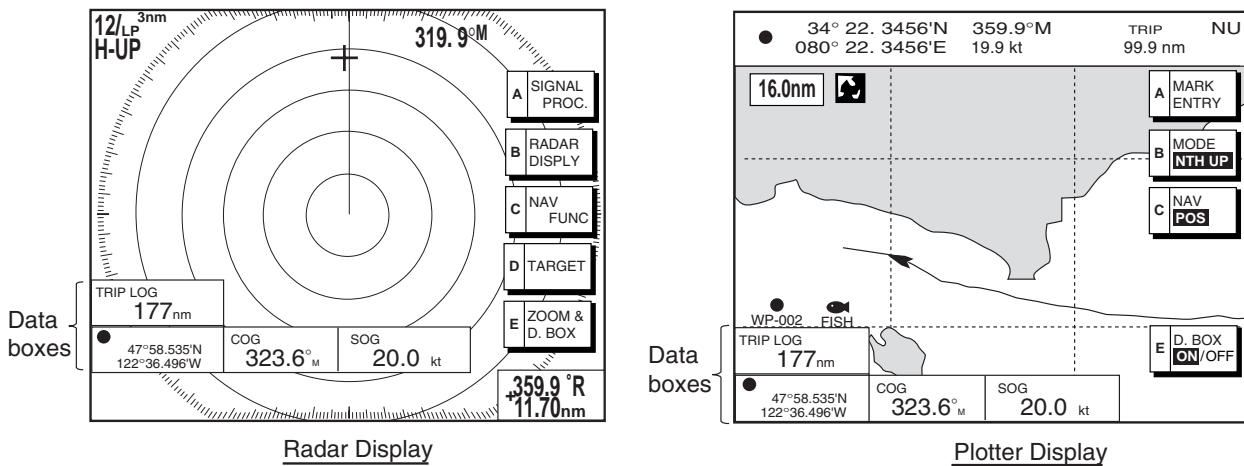 12/LP 3nm
H-UP
319. 9°M
A SIGNAL
PROC.
B RADAR
DISPLY
C NAV
FUNC
D TARGET
E ZOOM &
D. BOX
Data
boxes
TRIP LOG
177nm
47°58.535'N
122°36.496'W
COG
323.6°M
SOG
20.0 kt
+359.9 °R
11.70nm
Radar Display
34° 22. 3456'N 359.9°M TRIP NU
080° 22. 3456'E 19.9 kt 99.9 nm
16.0nm
A MARK
ENTRY
B MODE
NTH UP
C NAV
POS
WP-002 FISH
E D. BOX
ON/OFF
Data
boxes
TRIP LOG
177nm
47°58.535'N
122°36.496'W
COG
323.6°M
SOG
20.0 kt
Plotter Display